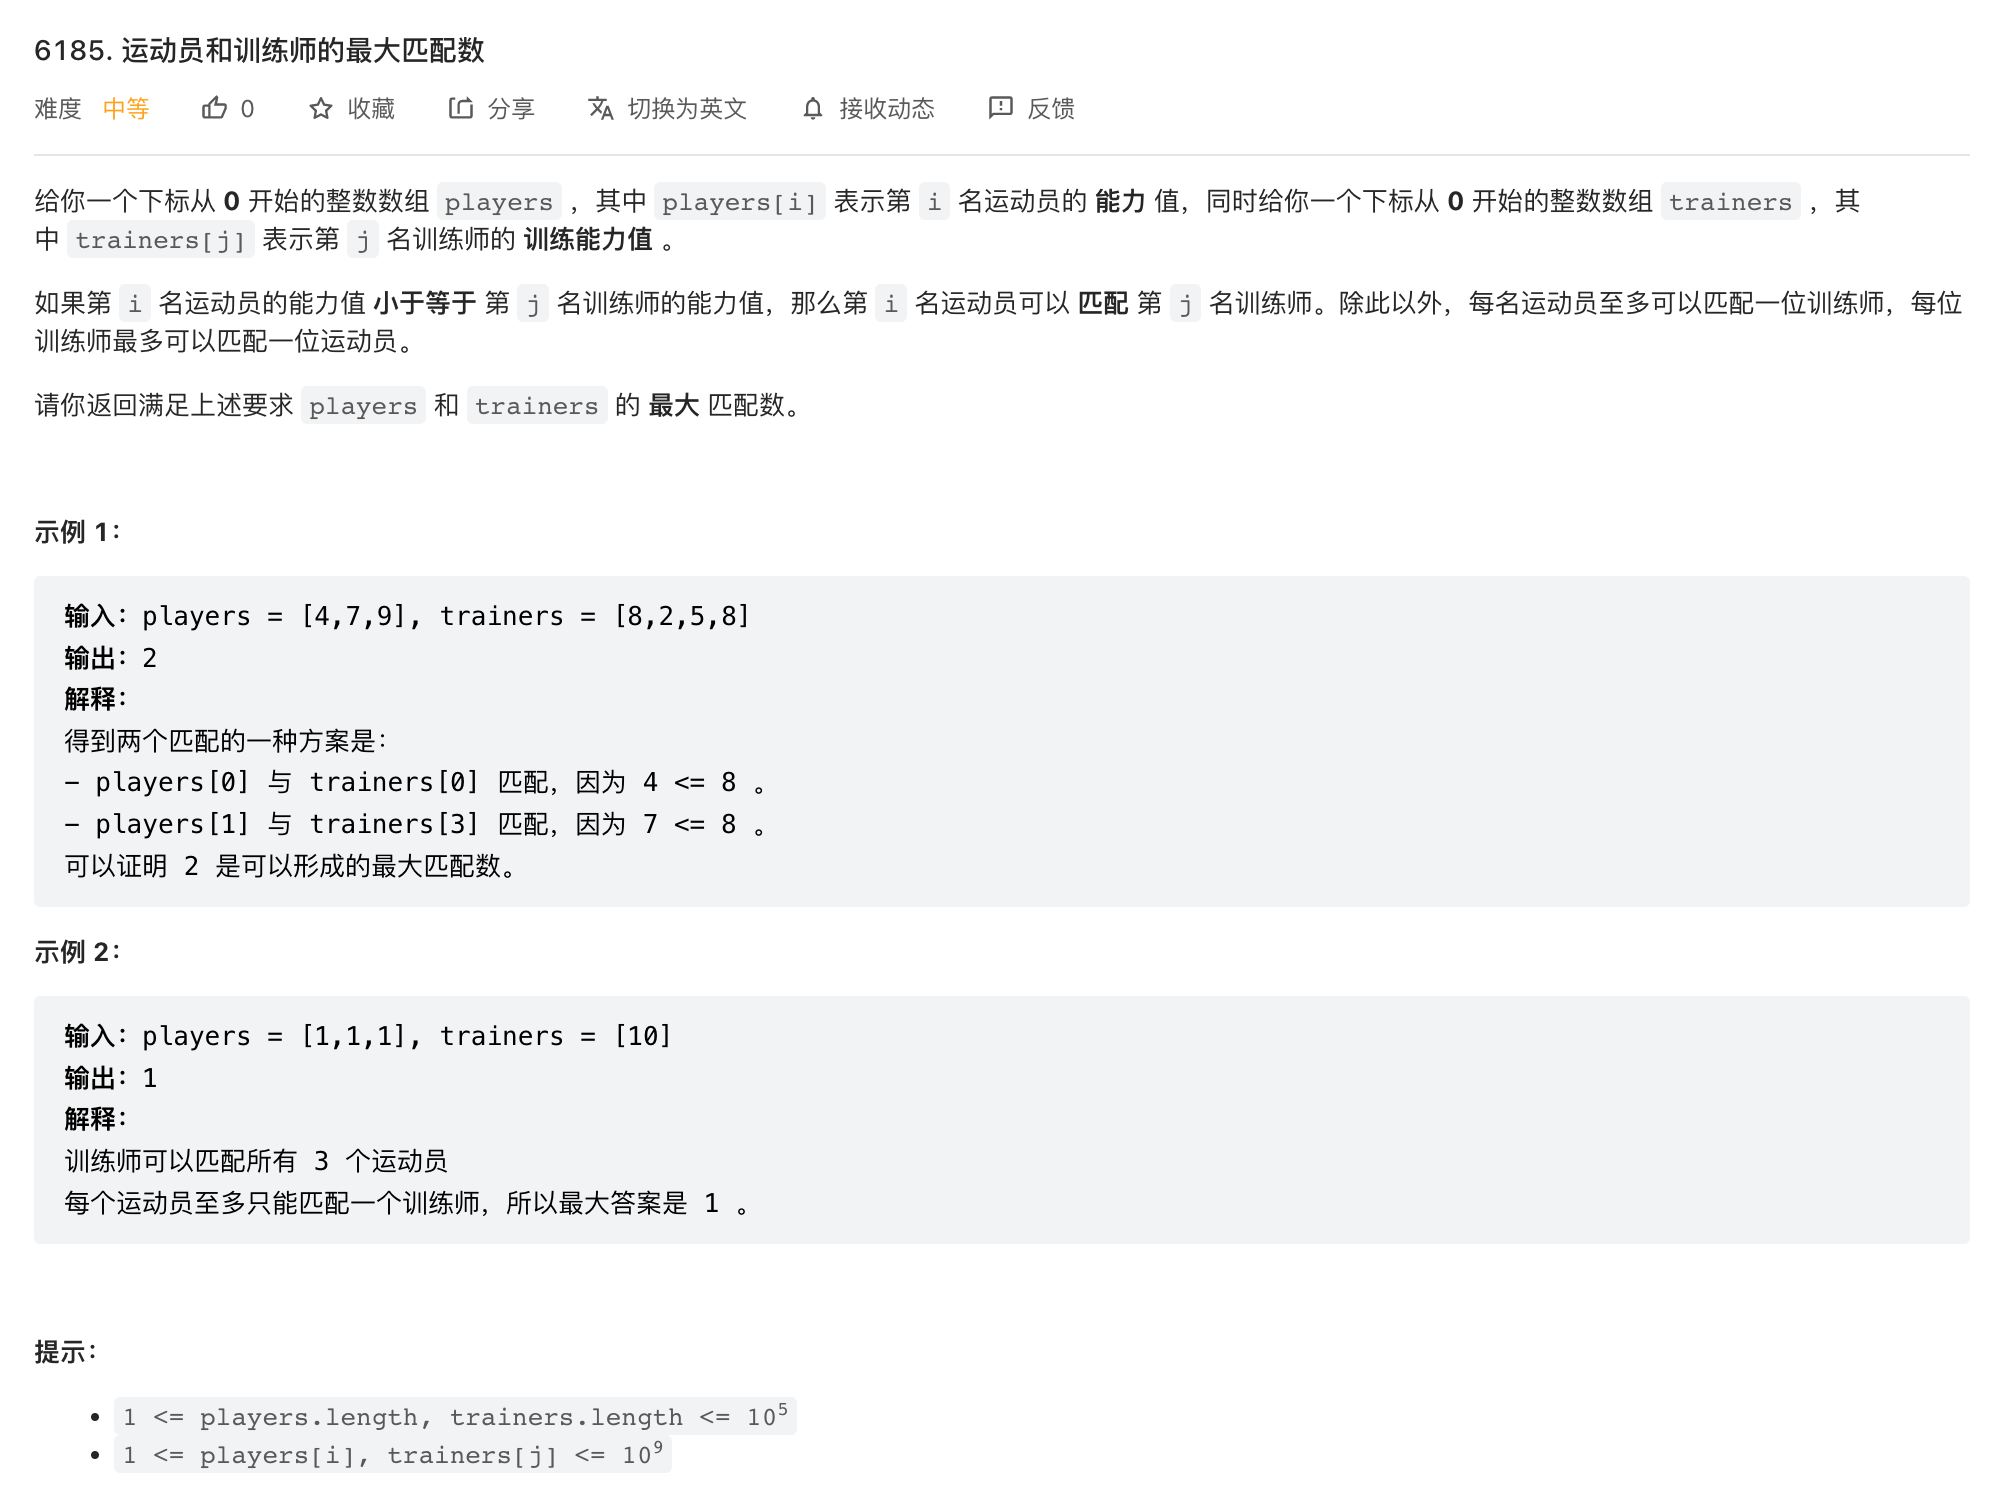 6185. 运动员和训练师的最大匹配数
难度 中等 0 收藏 分享 切换为英文 接收动态 反馈
给你一个下标从 0 开始的整数数组 players ，其中 players[i] 表示第 i 名运动员的 能力 值，同时给你一个下标从 0 开始的整数数组 trainers ，其
中 trainers[j] 表示第 j 名训练师的 训练能力值 。
如果第 i 名运动员的能力值 小于等于 第 j 名训练师的能力值，那么第 i 名运动员可以 匹配 第 j 名训练师。除此以外，每名运动员至多可以匹配一位训练师，每位
训练师最多可以匹配一位运动员。
请你返回满足上述要求 players 和 trainers 的 最大 匹配数。
示例 1：
输入：players = [4,7,9], trainers = [8,2,5,8]
输出：2
解释：
得到两个匹配的一种方案是：
- players[0] 与 trainers[0] 匹配，因为 4 <= 8 。
- players[1] 与 trainers[3] 匹配，因为 7 <= 8 。
可以证明 2 是可以形成的最大匹配数。
示例 2：
输入：players = [1,1,1], trainers = [10]
输出：1
解释：
训练师可以匹配所有 3 个运动员
每个运动员至多只能匹配一个训练师，所以最大答案是 1 。
提示：
• 1 <= players.length, trainers.length <= 10⁵
• 1 <= players[i], trainers[j] <= 10⁹